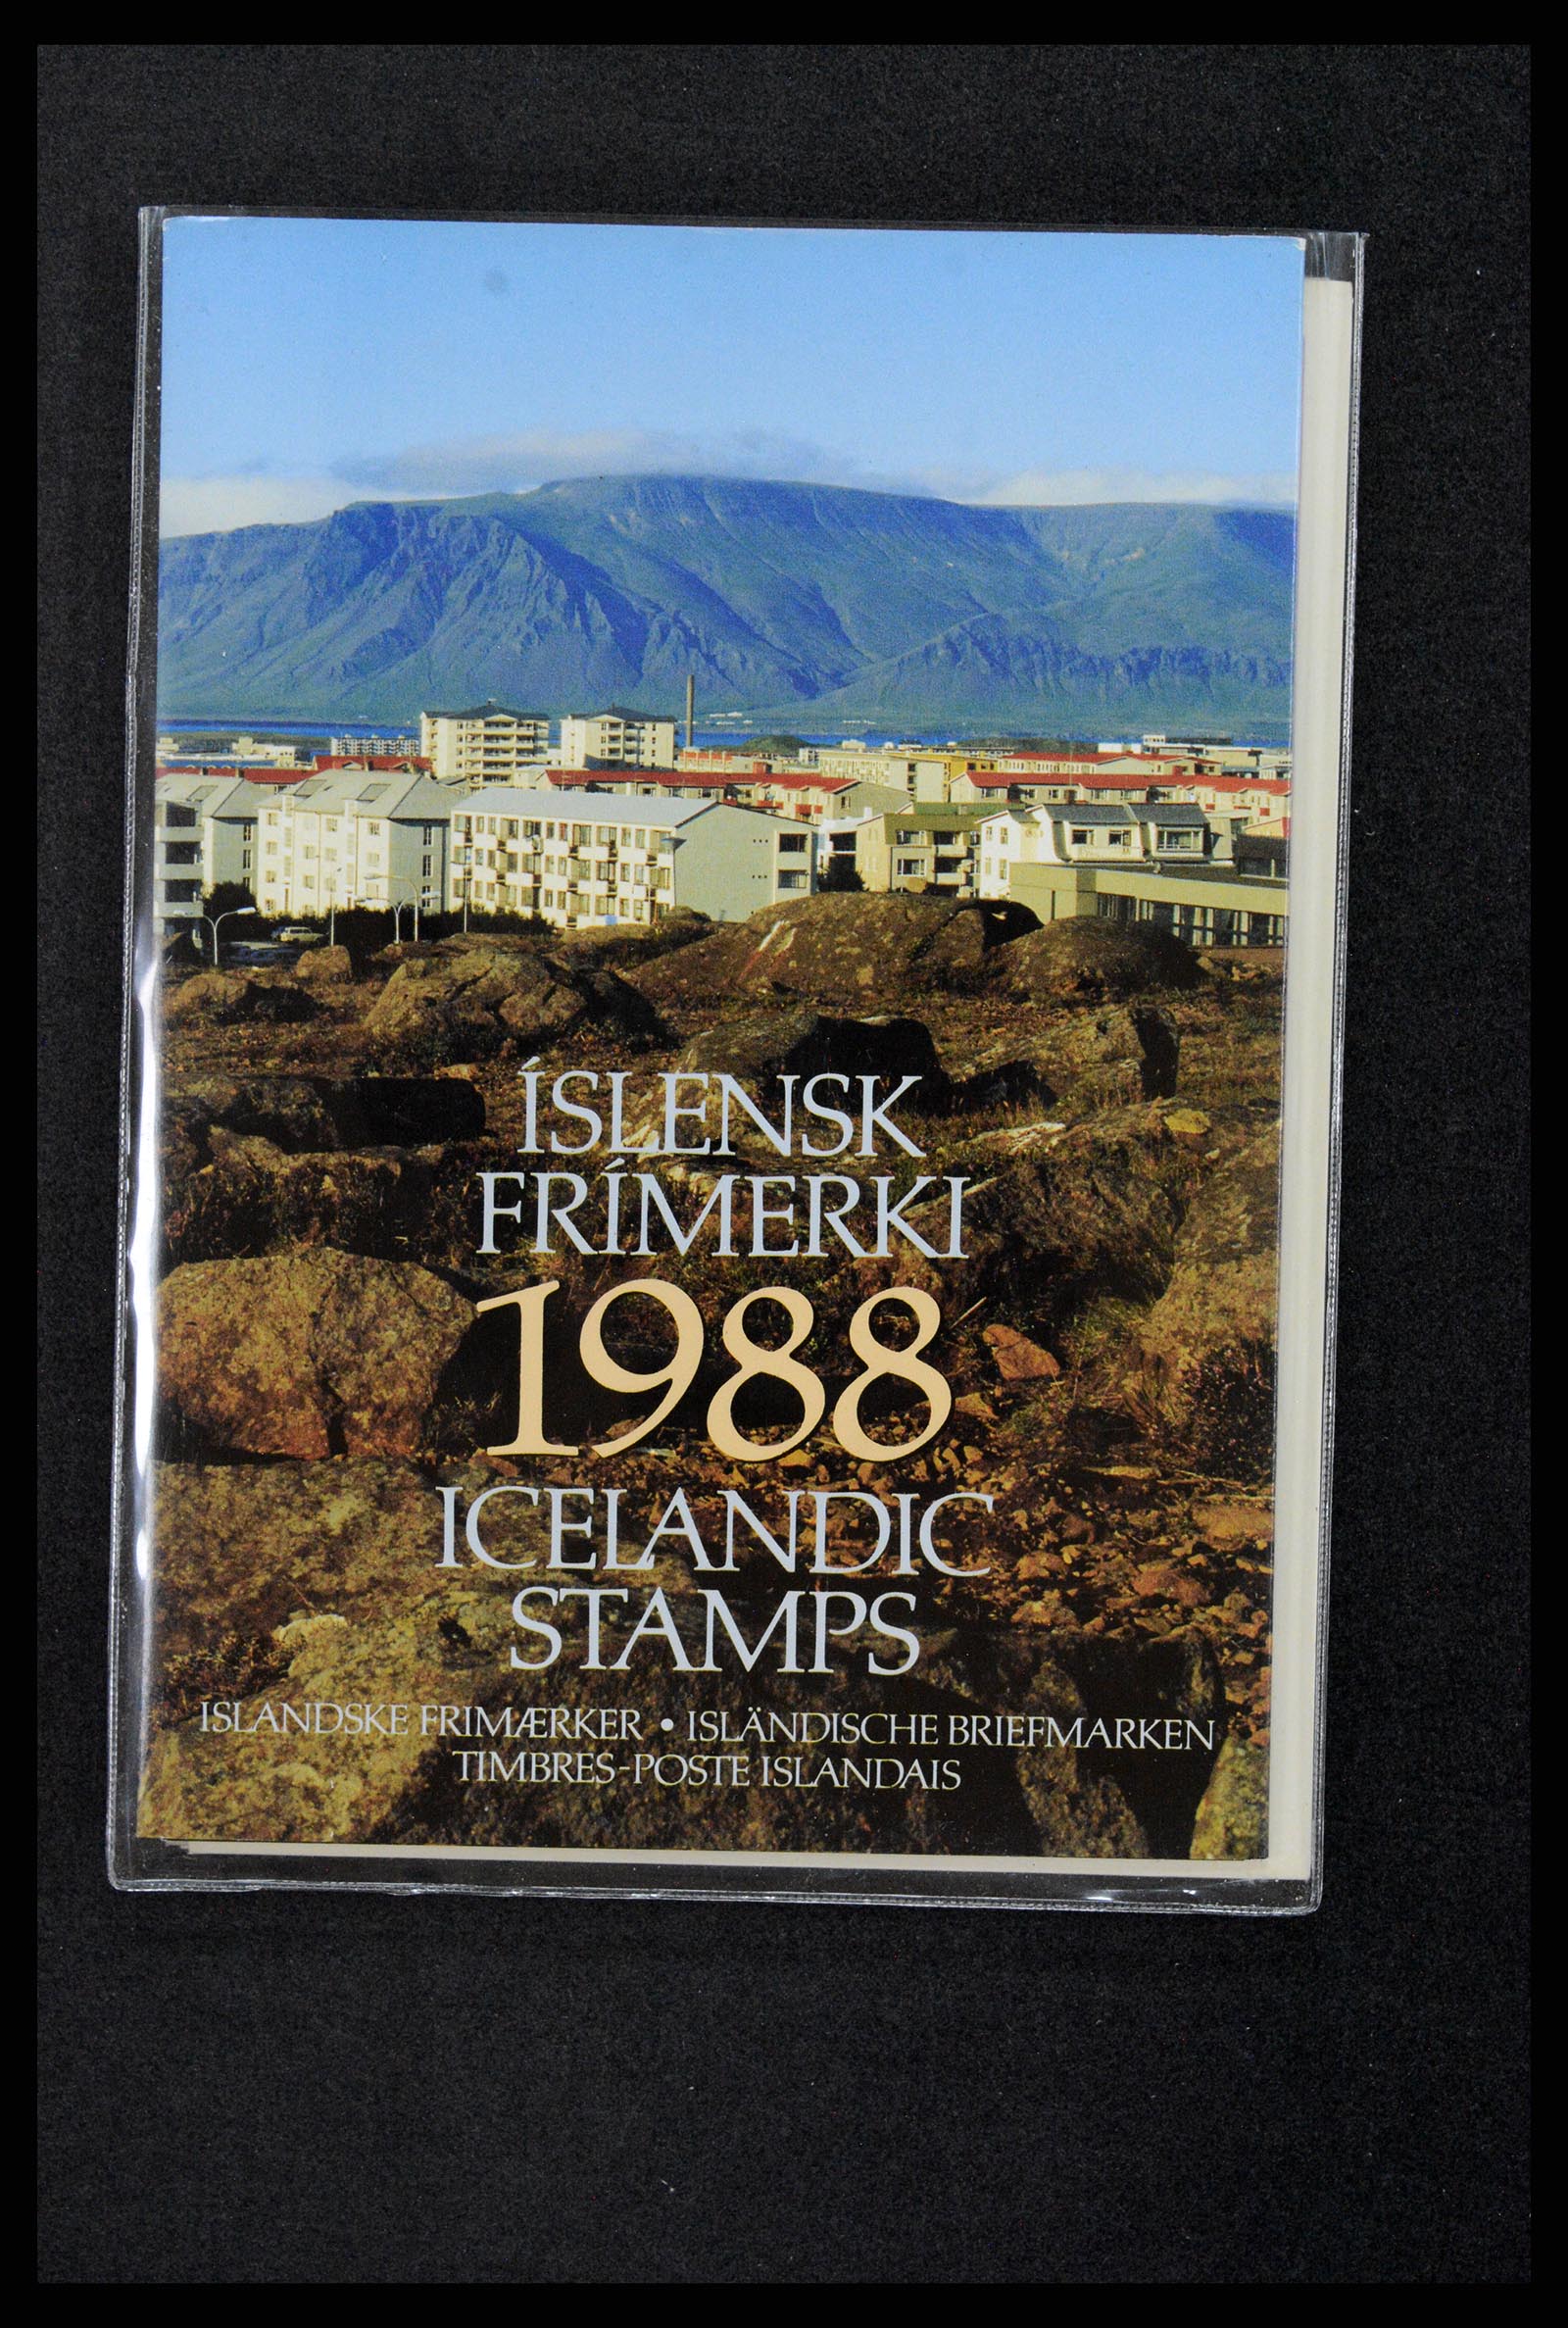 ÍSLENSK
FRÍMERKI
1988
ICELANDIC
STAMPS
ISLANDSKE FRIMÆRKER • ISLÄNDISCHE BRIEFMARKEN
TIMBRES-POSTE ISLANDAIS